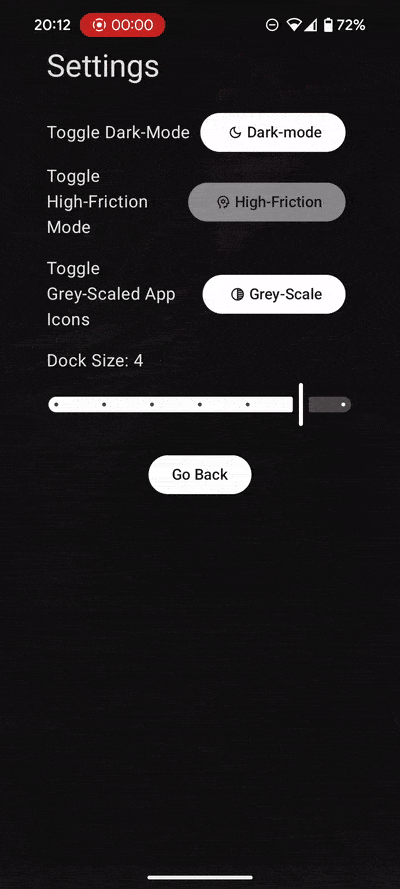 20:12 00:00 72%
Settings
Toggle Dark-Mode Dark-mode
Toggle
High-Friction High-Friction
Mode
Toggle
Grey-Scaled App Grey-Scale
Icons
Dock Size: 4
Go Back